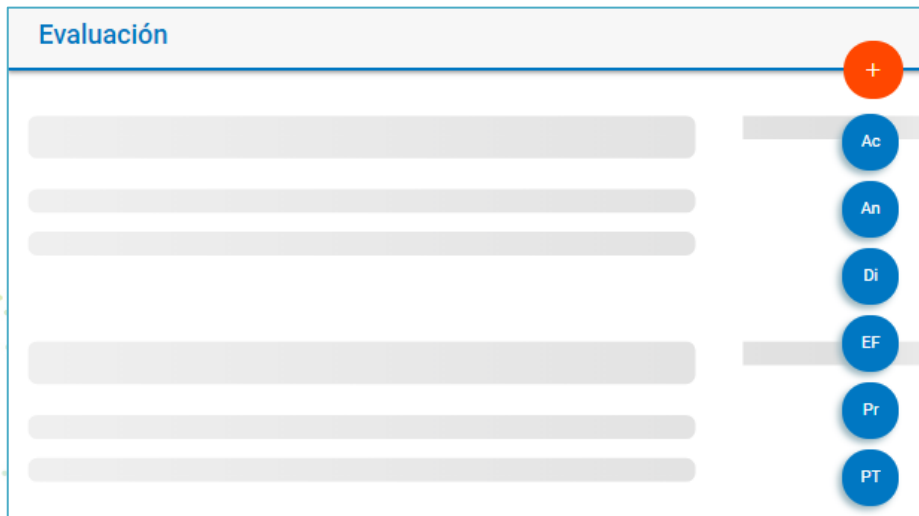 Evaluación
+
Ac
An
Di
EF
Pr
PT